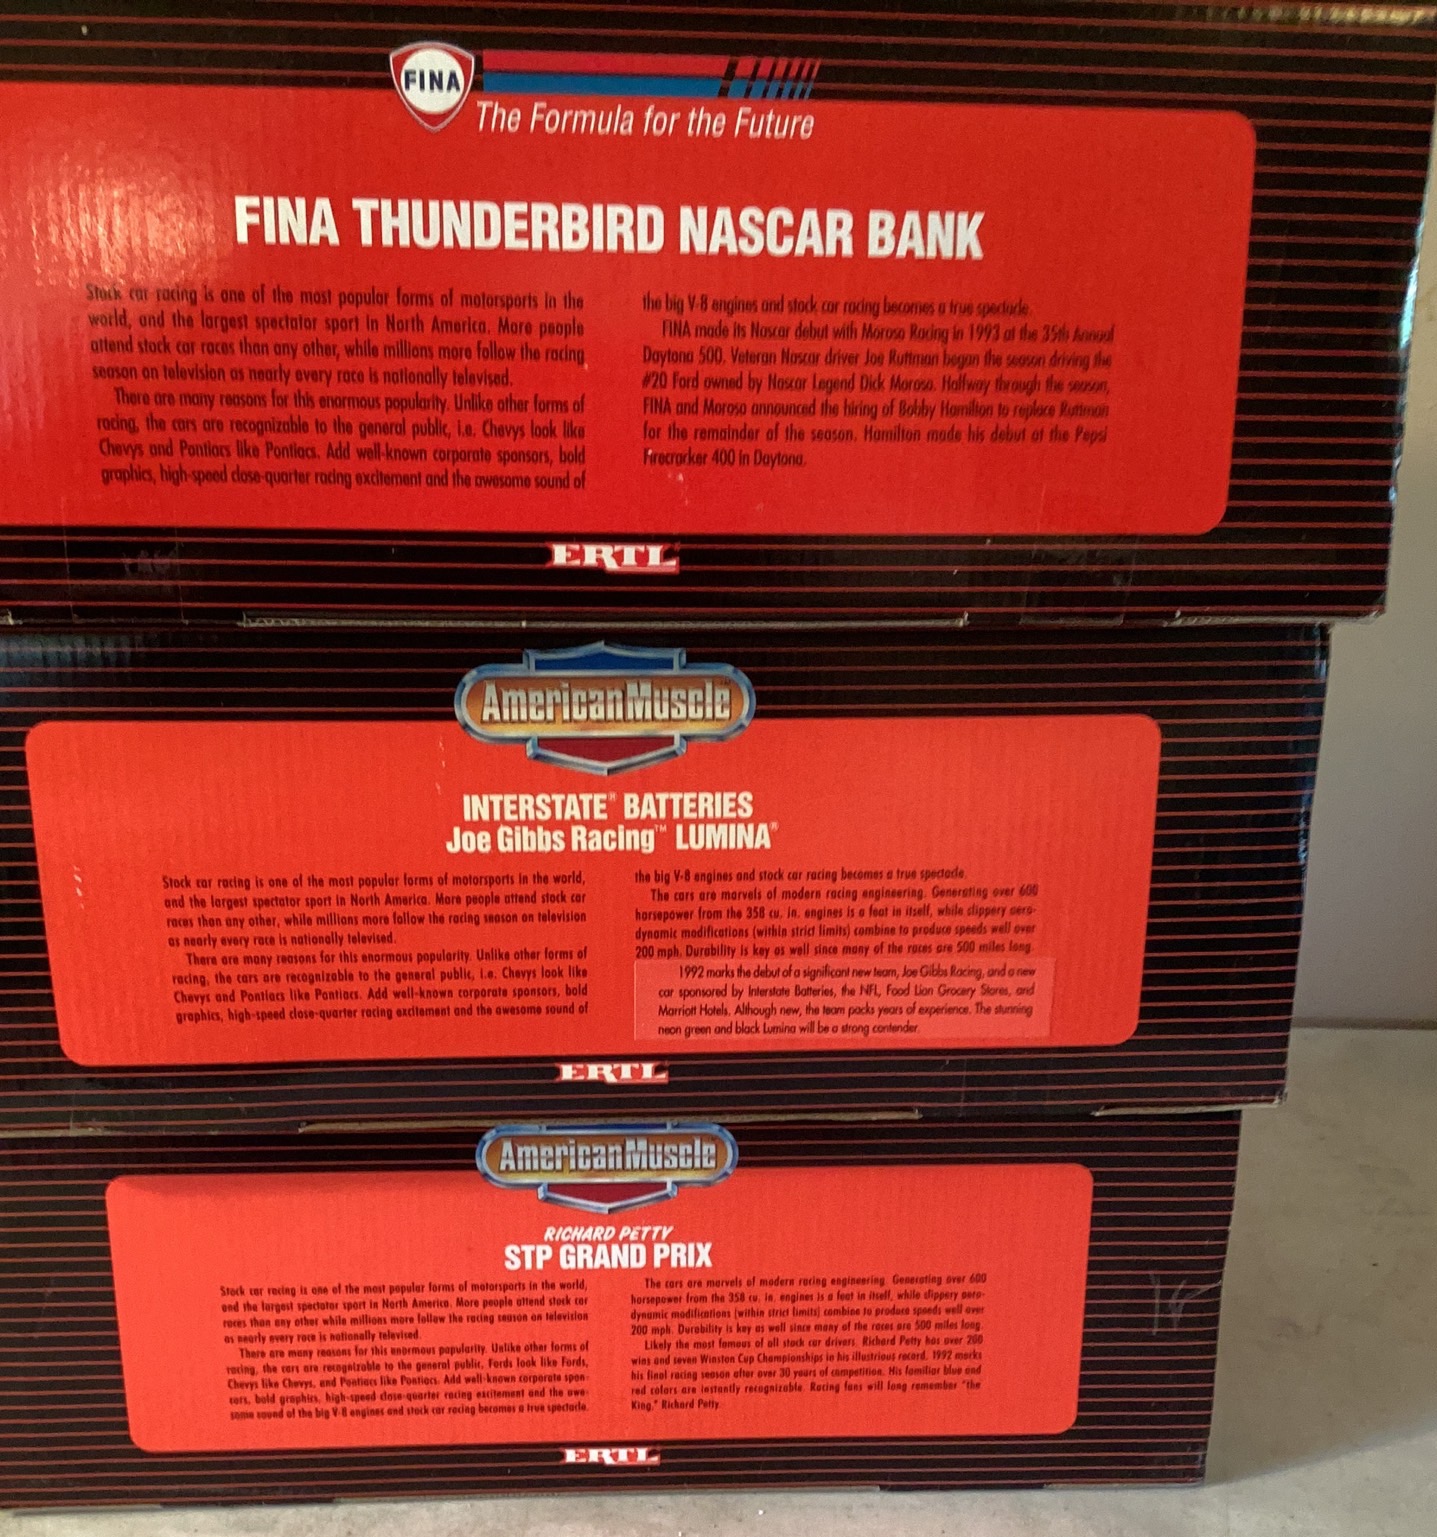 FINA
The Formula for the Future
FINA THUNDERBIRD NASCAR BANK
Stock car racing is one of the most popular forms of motorsports in the
world, and the largest spectator sport in North America. More people
attend stock car races than any other, while millions more follow the racing
season on television as nearly every race is nationally televised.
There are many reasons for this enormous popularity. Unlike other forms of
racing, the cars are recognizable to the general public, i.e. Chevys look like
Chevys and Pontiacs like Pontiacs. Add well-known corporate sponsors, bold
graphics, high-speed close-quarter racing excitement and the awesome sound of
the big V-8 engines and stock car racing becomes a true spectacle.
FINA made its Nascar debut with Moroso Racing in 1993 at the 35th Annual
Daytona 500. Veteran Nascar driver Joe Ruttman began the season driving the
#20 Ford owned by Nascar Legend Dick Moroso. Halfway through the season,
FINA and Moroso announced the hiring of Bobby Hamilton to replace Ruttman
for the remainder of the season. Hamilton made his debut at the Pepsi
Firecracker 400 in Daytona.
ERTL
AmericanMuscle™
INTERSTATE® BATTERIES
Joe Gibbs Racing™ LUMINA®
Stock car racing is one of the most popular forms of motorsports in the world,
and the largest spectator sport in North America. More people attend stock car
races than any other, while millions more follow the racing season on television
as nearly every race is nationally televised.
There are many reasons for this enormous popularity. Unlike other forms of
racing, the cars are recognizable to the general public, i.e. Chevys look like
Chevys and Pontiacs like Pontiacs. Add well-known corporate sponsors, bold
graphics, high-speed close-quarter racing excitement and the awesome sound of
the big V-8 engines and stock car racing becomes a true spectacle.
The cars are marvels of modern racing engineering. Generating over 600
horsepower from the 358 cu. in. engines is a feat in itself, while slippery aero-
dynamic modifications (within strict limits) combine to produce speeds well over
200 mph. Durability is key as well since many of the races are 500 miles long.
1992 marks the debut of a significant new team, Joe Gibbs Racing, and a new
car sponsored by Interstate Batteries, the NFL, Food Lion Grocery Stores, and
Marriott Hotels. Although new, the team packs years of experience. The stunning
neon green and black Lumina will be a strong contender.
ERTL
AmericanMuscle
RICHARD PETTY
STP GRAND PRIX
Stock car racing is one of the most popular forms of motorsports in the world,
and the largest spectator sport in North America. More people attend stock car
races than any other while millions more follow the racing season on television
as nearly every race is nationally televised.
There are many reasons for this enormous popularity. Unlike other forms of
racing, the cars are recognizable to the general public, Fords look like Fords,
Chevys like Chevys, and Pontiacs like Pontiacs. Add well-known corporate spon-
sors, bold graphics, high-speed close-quarter racing excitement and the awe-
some sound of the big V-8 engines and stock car racing becomes a true spectacle.
The cars are marvels of modern racing engineering. Generating over 600
horsepower from the 358 cu. in. engines is a feat in itself, while slippery aero-
dynamic modifications (within strict limits) combine to produce speeds well over
200 mph. Durability is key as well since many of the races are 500 miles long.
Likely the most famous of all stock car drivers, Richard Petty has over 200
wins and seven Winston Cup Championships in his illustrious record. 1992 marks
his final racing season after over 30 years of competition. His familiar blue and
red colors are instantly recognizable. Racing fans will long remember "the
King," Richard Petty.
ERTL